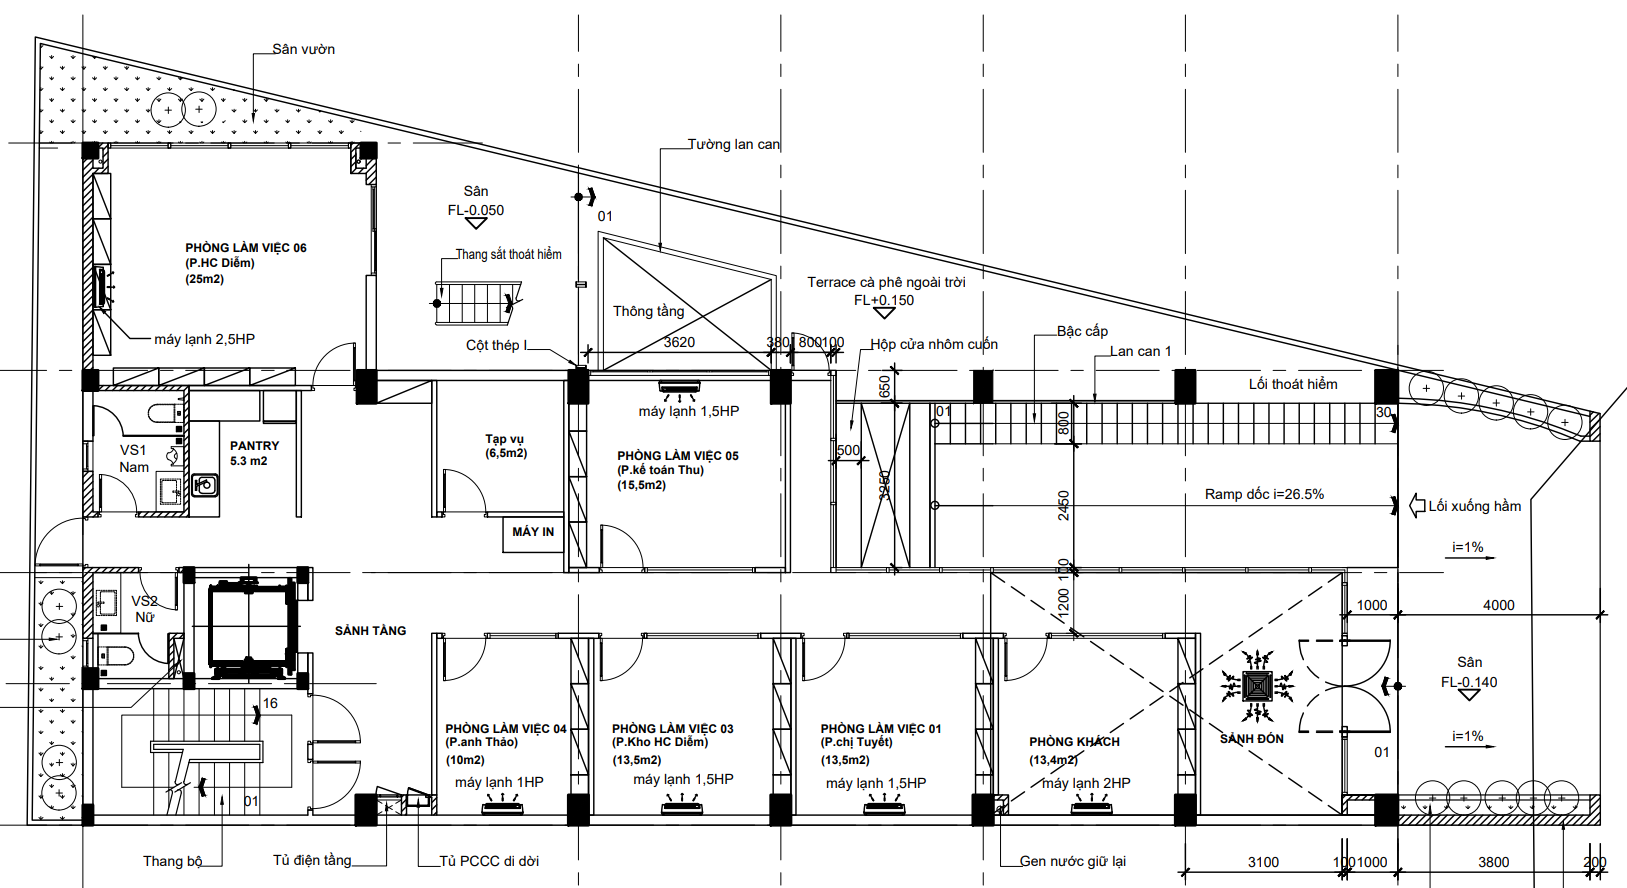 Sân vườn
Tường lan can
Sân
FL-0.050
01
Thang sắt thoát hiểm
PHÒNG LÀM VIỆC 06
(P.HC Diễm)
(25m2)
máy lạnh 2,5HP
Thông tầng
Terrace cà phê ngoài trời
FL+0.150
Cột thép I
3620
380
800
100
Hộp cửa nhôm cuốn
Bậc cấp
Lan can 1
Lối thoát hiểm
máy lạnh 1,5HP
650
01
800
30
VS1
Nam
PANTRY
5.3 m2
Tạp vụ
(6,5m2)
PHÒNG LÀM VIỆC 05
(P.kế toán Thu)
(15,5m2)
500
3250
2450
Ramp dốc i=26.5%
Lối xuống hầm
MÁY IN
i=1%
100
1200
1000
4000
VS2
Nữ
SẢNH TẦNG
Sân
FL-0.140
16
PHÒNG LÀM VIỆC 04
(P.anh Thảo)
(10m2)
máy lạnh 1HP
PHÒNG LÀM VIỆC 03
(P.Kho HC Diễm)
(13,5m2)
máy lạnh 1,5HP
PHÒNG LÀM VIỆC 01
(P.chị Tuyết)
(13,5m2)
máy lạnh 1,5HP
PHÒNG KHÁCH
(13,4m2)
máy lạnh 2HP
SẢNH ĐÓN
i=1%
01
01
Thang bộ
Tủ điện tầng
Tủ PCCC di dời
Gen nước giữ lại
3100
100
1000
3800
200